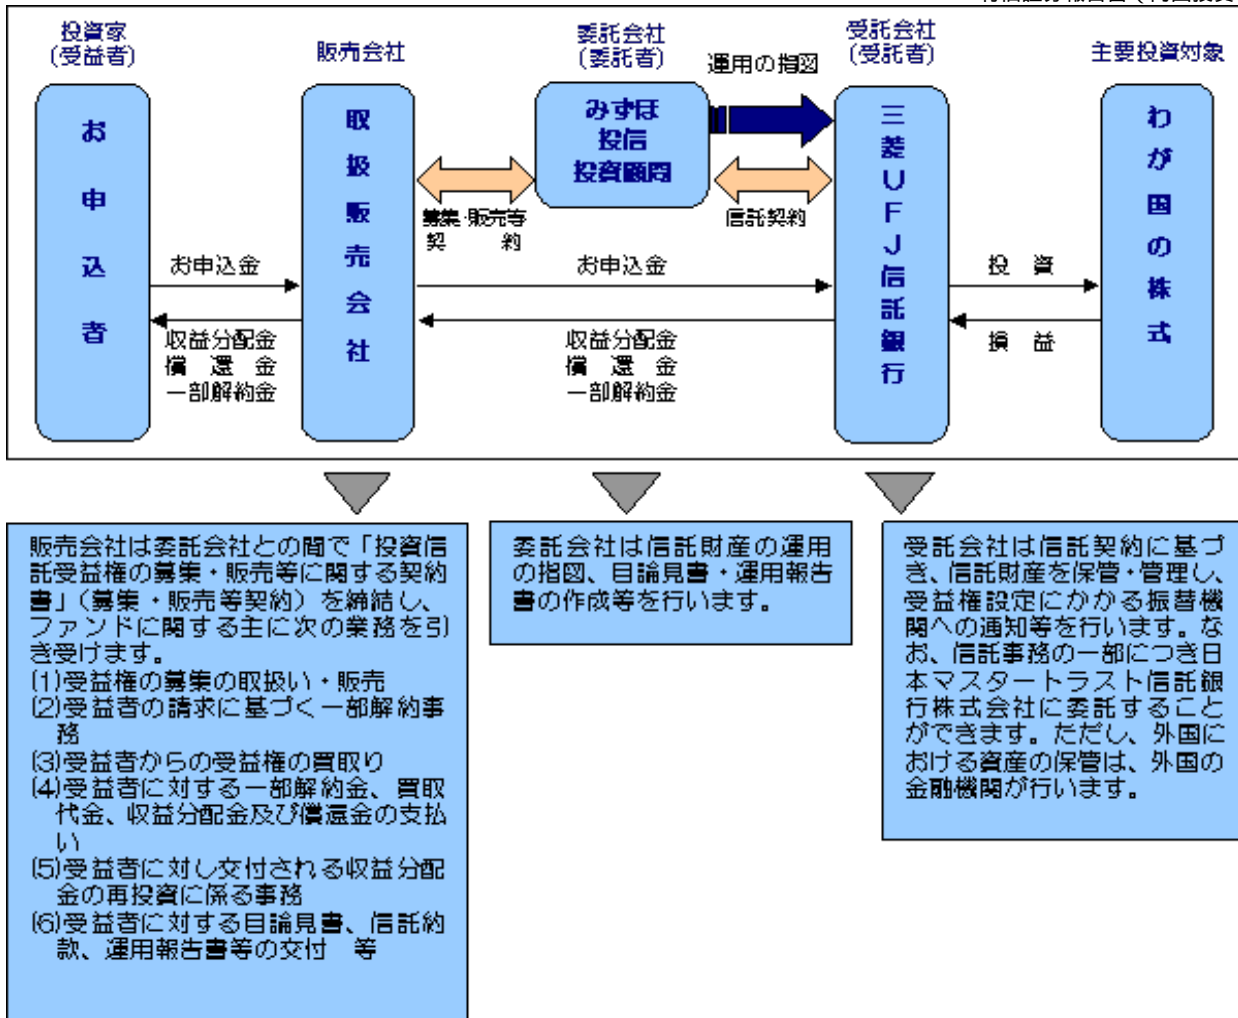 投資家
(受益者)
販売会社
委託会社
(委託者)
運用の指図
受託会社
(受託者)
主要投資対象
お申込者
取扱販売会社
みずほ
投信
投資顧問
三菱UFJ信託銀行
わが国の株式
募集・販売等
契　約
信託契約
お申込金
お申込金
投　資
収益分配金
償　還　金
一部解約金
収益分配金
償　還　金
一部解約金
損　益
販売会社は委託会社との間で「投資信
託受益権の募集・販売等に関する契約
書」（募集・販売等契約）を締結し、
ファンドに関する主に次の業務を引
き受けます。
(1)受益権の募集の取扱い・販売
(2)受益者の請求に基づく一部解約事
務
(3)受益者からの受益権の買取り
(4)受益者に対する一部解約金、買取
代金、収益分配金及び償還金の支払
い
(5)受益者に対し交付される収益分配
金の再投資に係る事務
(6)受益者に対する目論見書、信託約
款、運用報告書等の交付　等
委託会社は信託財産の運用
の指図、目論見書・運用報告
書の作成等を行います。
受託会社は信託契約に基づ
き、信託財産を保管・管理し、
受益権設定にかかる振替機
関への通知等を行います。な
お、信託事務の一部につき日
本マスタートラスト信託銀
行株式会社に委託すること
ができます。ただし、外国に
おける資産の保管は、外国の
金融機関が行います。